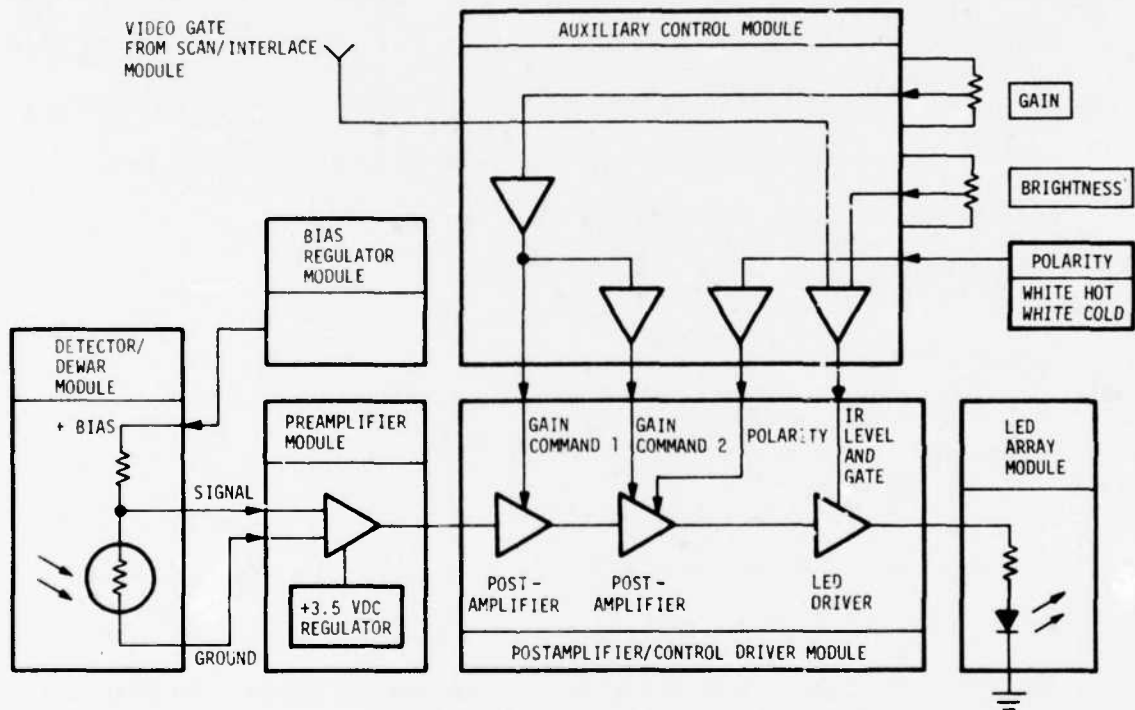 VIDEO GATE
FROM SCAN/INTERLACE
MODULE
AUXILIARY CONTROL MODULE
GAIN
BRIGHTNESS
POLARITY
WHITE HOT
WHITE COLD
BIAS
REGULATOR
MODULE
DETECTOR/
DEWAR
MODULE
+ BIAS
SIGNAL
GROUND
PREAMPLIFIER
MODULE
+3.5 VDC
REGULATOR
GAIN
COMMAND 1
GAIN
COMMAND 2
POLARITY
IR
LEVEL
AND
GATE
POST-
AMPLIFIER
POST-
AMPLIFIER
LED
DRIVER
POSTAMPLIFIER/CONTROL DRIVER MODULE
LED
ARRAY
MODULE